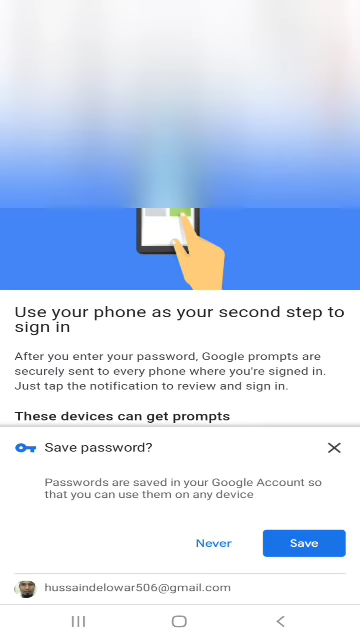 Use your phone as your second step to
sign in
After you enter your password, Google prompts are
securely sent to every phone where you're signed in.
Just tap the notification to review and sign in.
These devices can get prompts
Save password?
Passwords are saved in your Google Account so
that you can use them on any device
Never
Save
hussaindelowar506@gmail.com